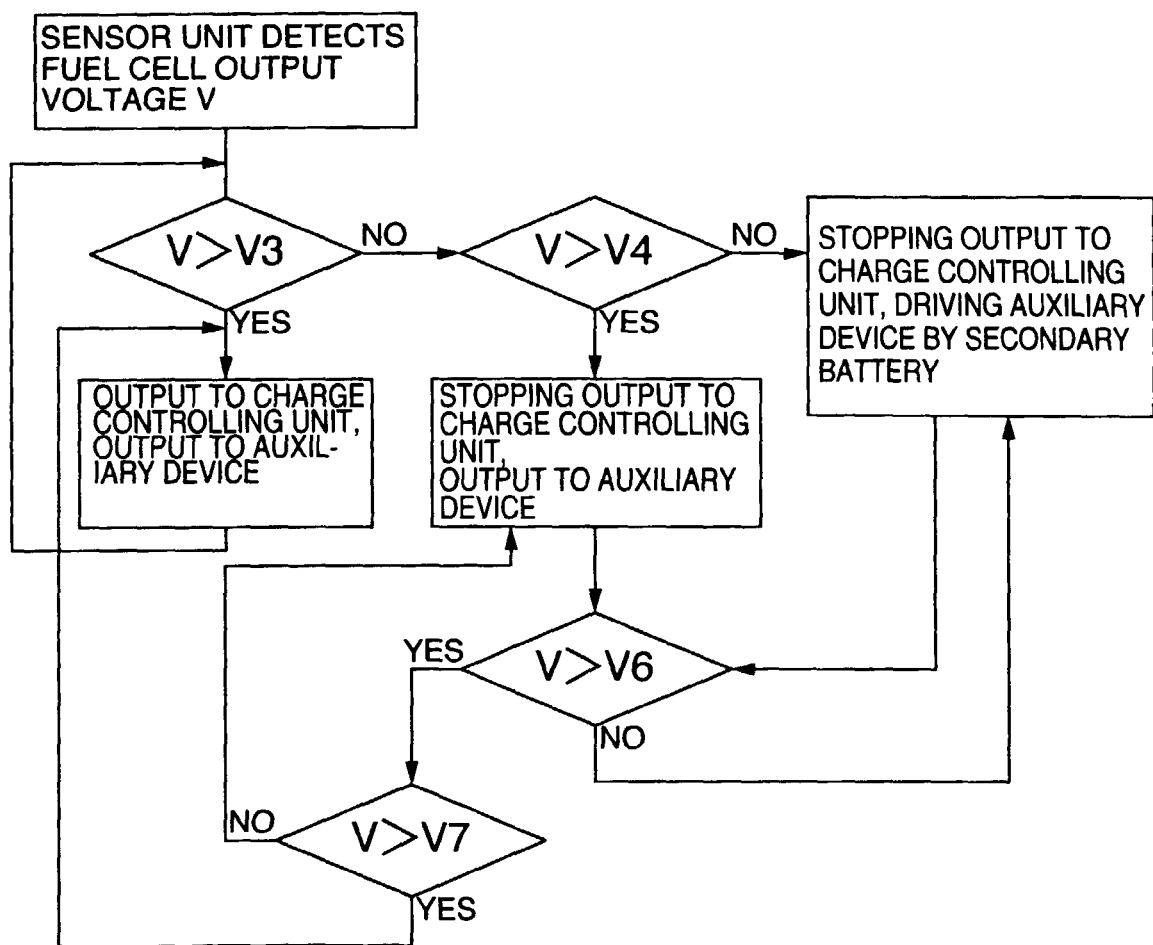 SENSOR UNIT DETECTS
FUEL CELL OUTPUT
VOLTAGE V
V>V3
NO
V>V4
NO
STOPPING OUTPUT TO
CHARGE CONTROLLING
UNIT, DRIVING AUXILIARY
DEVICE BY SECONDARY
BATTERY
YES
YES
OUTPUT TO CHARGE
CONTROLLING UNIT,
OUTPUT TO AUXIL-
IARY DEVICE
STOPPING OUTPUT TO
CHARGE CONTROLLING
UNIT,
OUTPUT TO AUXILIARY
DEVICE
YES
V>V6
NO
NO
V>V7
YES